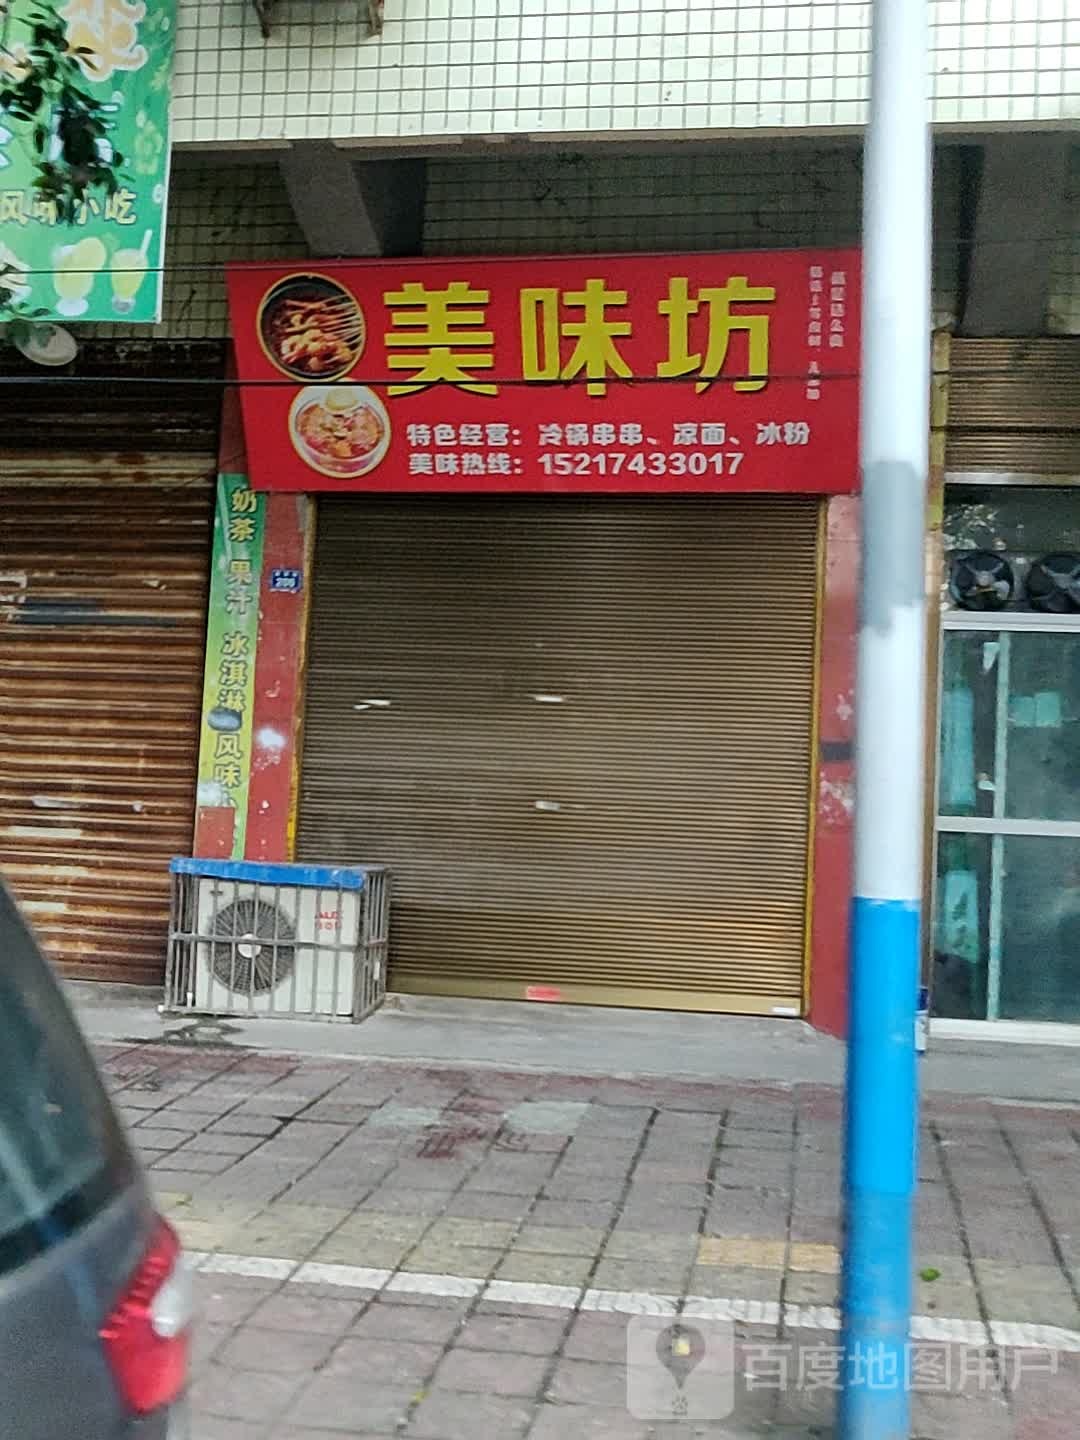 风味小吃
美味坊
特色经营：冷锅串串、凉面、冰粉
美味热线：15217433017
奶茶 果汁 冰淇淋 风味
百度地图用户